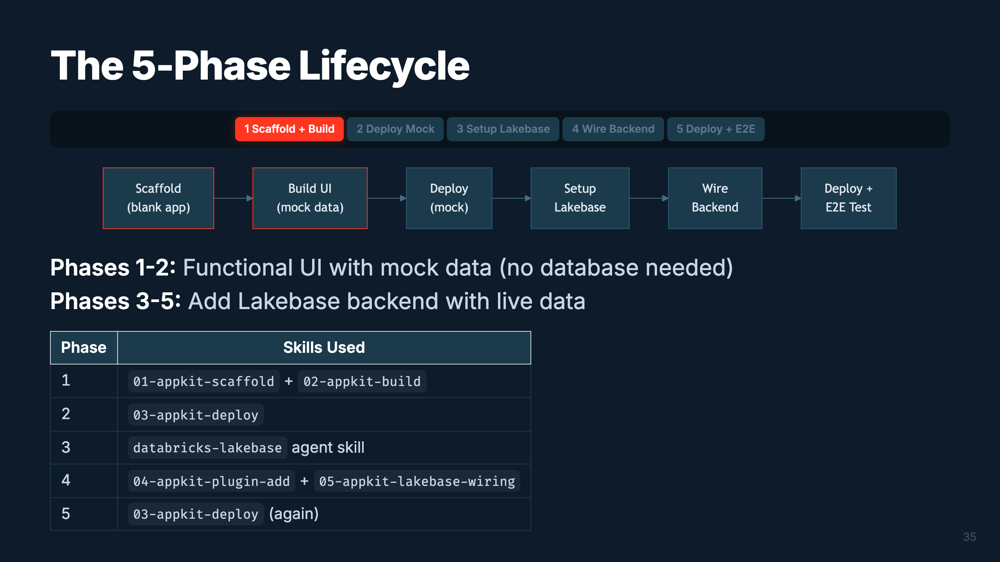 The 5-Phase Lifecycle
1 Scaffold + Build 2 Deploy Mock 3 Setup Lakebase 4 Wire Backend 5 Deploy + E2E
Scaffold
(blank app)
Build UI
(mock data)
Deploy
(mock)
Setup
Lakebase
Wire
Backend
Deploy +
E2E Test
Phases 1-2: Functional UI with mock data (no database needed)
Phases 3-5: Add Lakebase backend with live data
Phase Skills Used
1 01-appkit-scaffold + 02-appkit-build
2 03-appkit-deploy
3 databricks-lakebase agent skill
4 04-appkit-plugin-add + 05-appkit-lakebase-wiring
5 03-appkit-deploy (again)
35